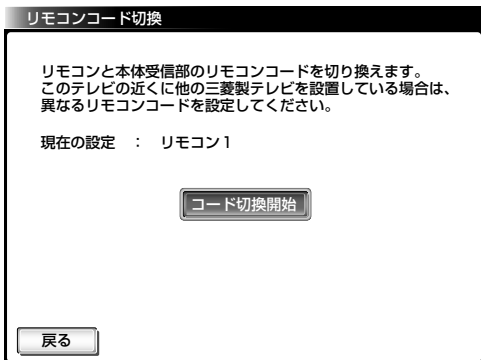 リモコンコード切換
リモコンと本体受信部のリモコンコードを切り換えます。
このテレビの近くに他の三菱製テレビを設置している場合は、
異なるリモコンコードを設定してください。
現在の設定 ： リモコン1
コード切換開始
戻る